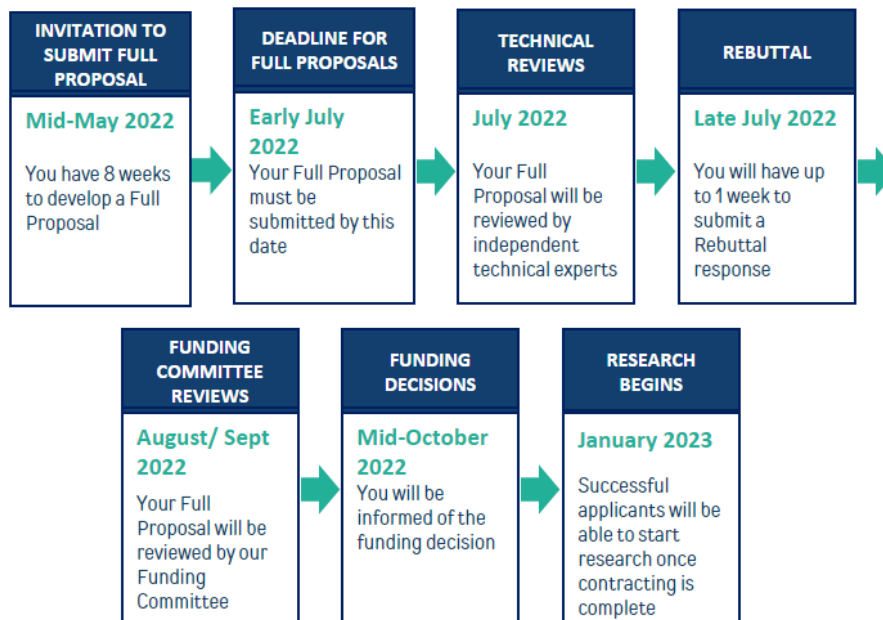 INVITATION TO
SUBMIT FULL
PROPOSAL
Mid-May 2022
You have 8 weeks
to develop a Full
Proposal
DEADLINE FOR
FULL PROPOSALS
Early July
2022
Your Full Proposal
must be
submitted by this
date
TECHNICAL
REVIEWS
July 2022
Your Full
Proposal will be
reviewed by
independent
technical experts
REBUTTAL
Late July 2022
You will have up
to 1 week to
submit a
Rebuttal
response
FUNDING
COMMITTEE
REVIEWS
August/ Sept
2022
Your Full
Proposal will be
reviewed by our
Funding
Committee
FUNDING
DECISIONS
Mid-October
2022
You will be
informed of the
funding decision
RESEARCH
BEGINS
January 2023
Successful
applicants will be
able to start
research once
contracting is
complete